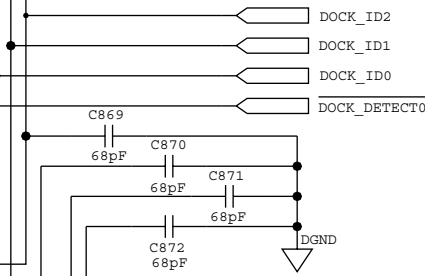 DOCK_ID2
DOCK_ID1
DOCK_ID0
DOCK_DETECT0
C869
68pF
C870
68pF
C871
68pF
C872
68pF
DGND